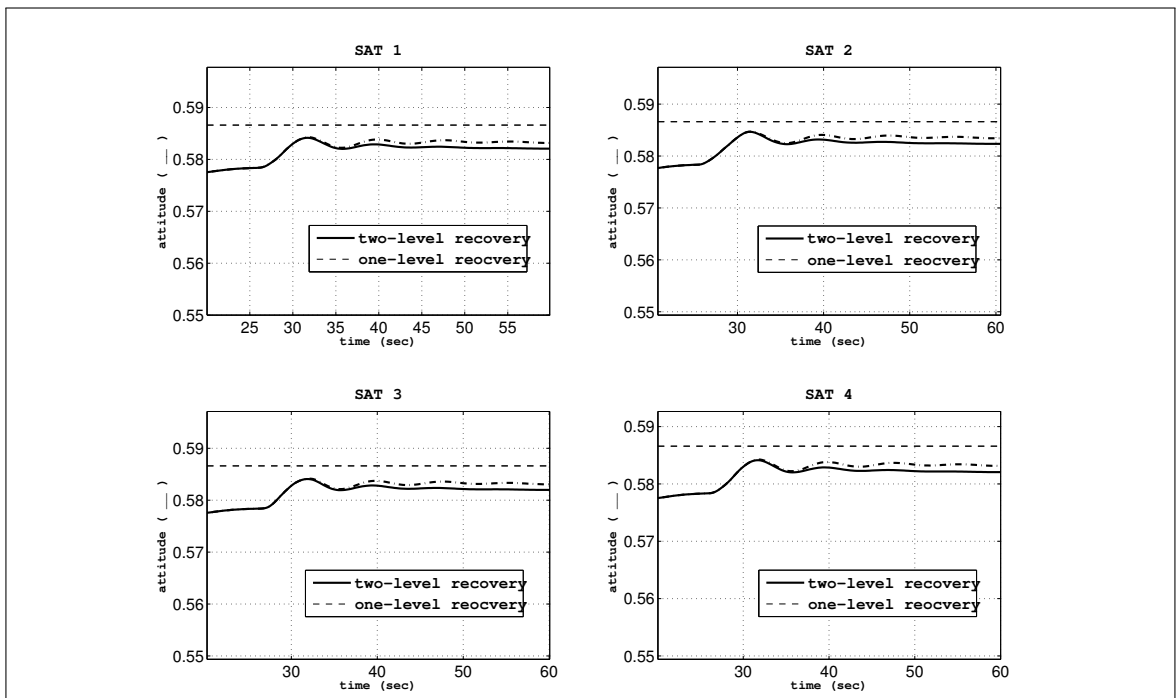 SAT 1
0.59
0.58
0.57
0.56
0.55
attitude ( __ )
two-level recovery
one-level reocvery
25 30 35 40 45 50 55
time (sec)
SAT 2
0.59
0.58
0.57
0.56
0.55
attitude ( __ )
two-level recovery
one-level reocvery
30 40 50 60
time (sec)
SAT 3
0.59
0.58
0.57
0.56
0.55
attitude ( __ )
two-level recovery
one-level reocvery
30 40 50 60
time (sec)
SAT 4
0.59
0.58
0.57
0.56
0.55
attitude ( __ )
two-level recovery
one-level reocvery
30 40 50 60
time (sec)